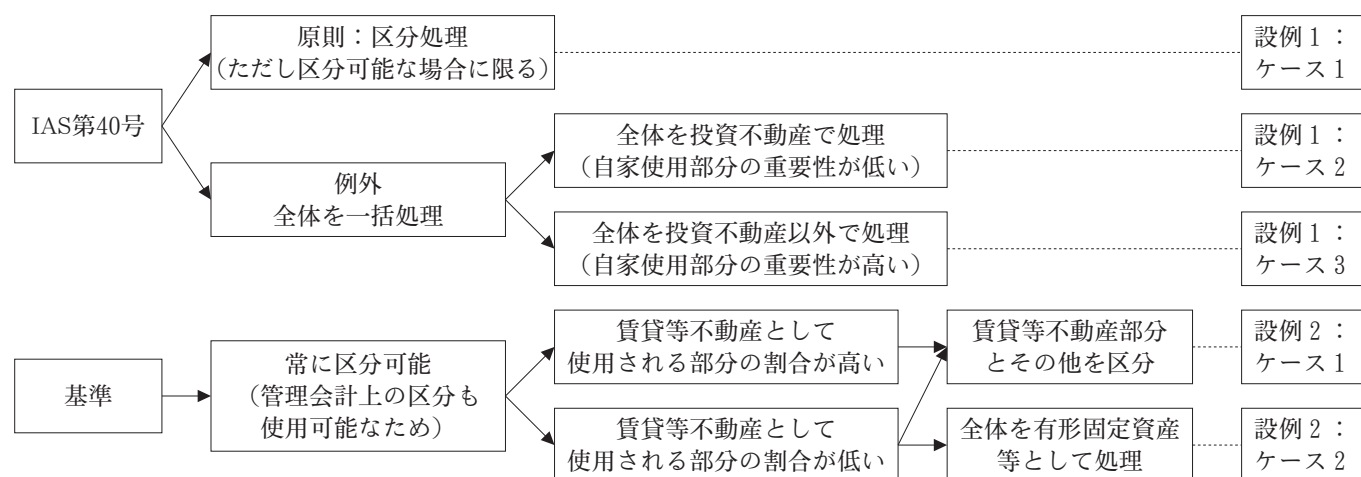 IAS第40号
原則：区分処理
（ただし区分可能な場合に限る）
設例1：
ケース1
例外
全体を一括処理
全体を投資不動産で処理
（自家使用部分の重要性が低い）
設例1：
ケース2
全体を投資不動産以外で処理
（自家使用部分の重要性が高い）
設例1：
ケース3
基準
常に区分可能
（管理会計上の区分も
使用可能なため）
賃貸等不動産として
使用される部分の割合が高い
賃貸等不動産部分
とその他を区分
設例2：
ケース1
賃貸等不動産として
使用される部分の割合が低い
全体を有形固定資産
等として処理
設例2：
ケース2